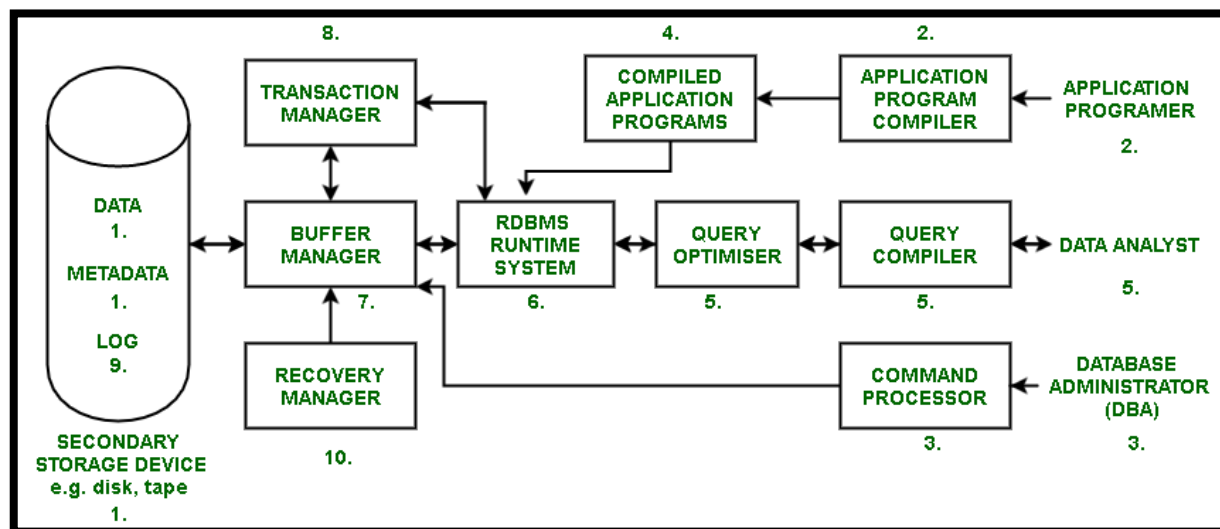 8.
4.
2.
TRANSACTION
MANAGER
COMPILED
APPLICATION
PROGRAMS
APPLICATION
PROGRAM
COMPILER
APPLICATION
PROGRAMER
2.
DATA
1.
METADATA
1.
LOG
9.
BUFFER
MANAGER
7.
RDBMS
RUNTIME
SYSTEM
6.
QUERY
OPTIMISER
5.
QUERY
COMPILER
5.
DATA ANALYST
5.
RECOVERY
MANAGER
10.
COMMAND
PROCESSOR
3.
DATABASE
ADMINISTRATOR
(DBA)
3.
SECONDARY
STORAGE DEVICE
e.g. disk, tape
1.